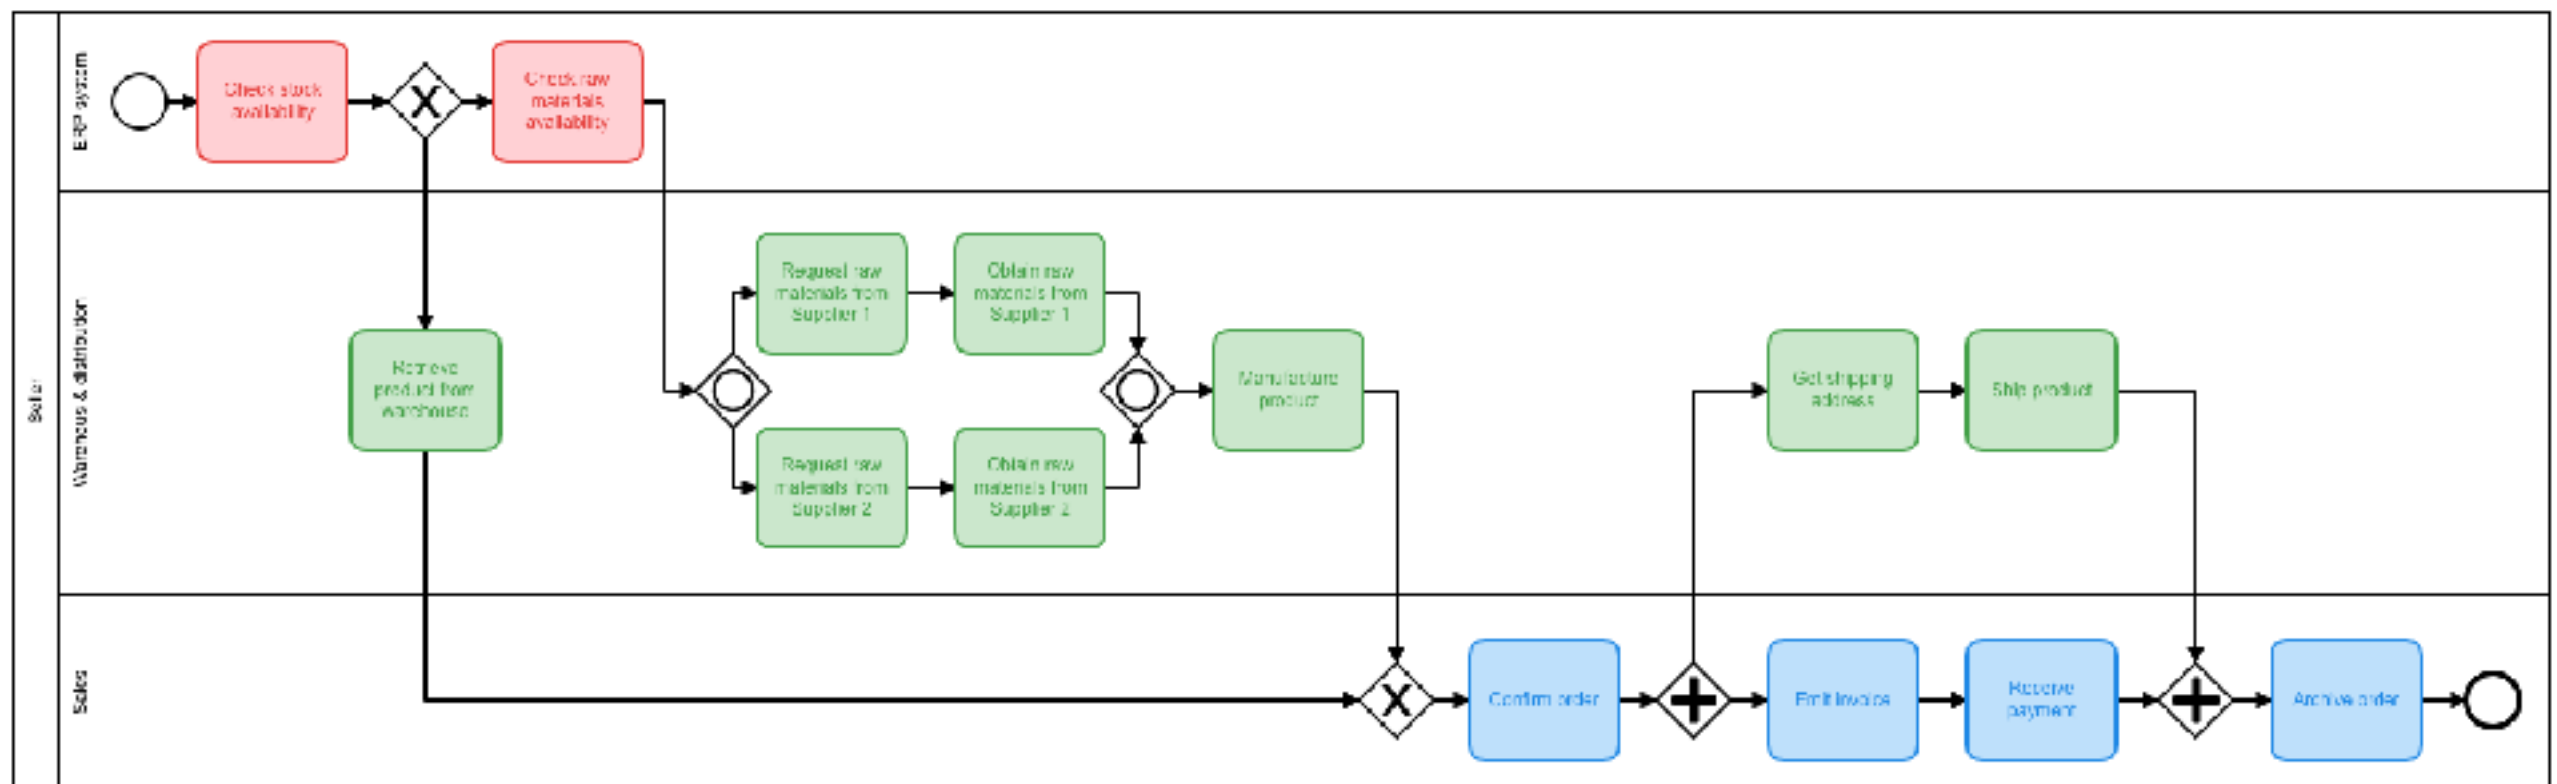 Seller
ERP system
Check stock
availability
X
Check raw
materials
availability
Warehous & distribution
Retrieve
product from
warehouse
Request raw
materials from
Supplier 1
Obtain raw
materials from
Supplier 1
Request raw
materials from
Supplier 2
Obtain raw
materials from
Supplier 2
Manufacture
product
Get shipping
address
Ship product
Sales
X
Confirm order
Emit invoice
Receive
payment
Archive order